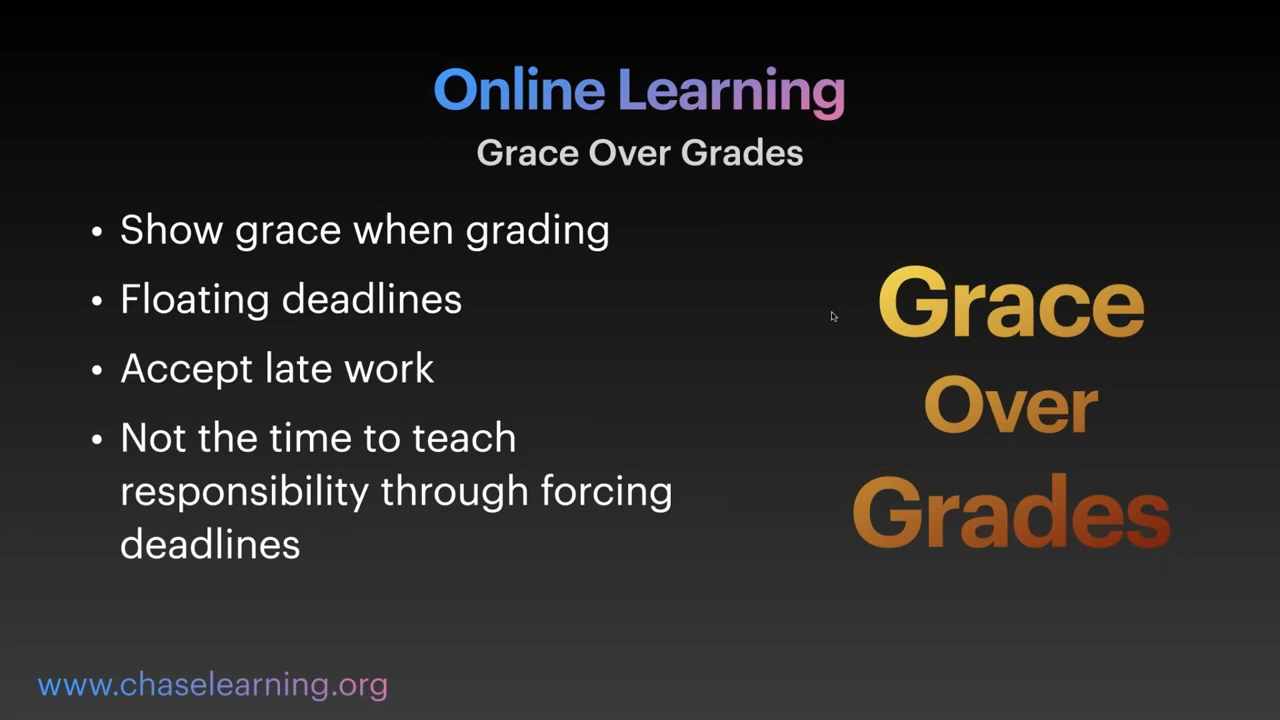 Online Learning
Grace Over Grades
• Show grace when grading
• Floating deadlines
• Accept late work
• Not the time to teach
responsibility through forcing
deadlines
Grace
Over
Grades
www.chaselearning.org